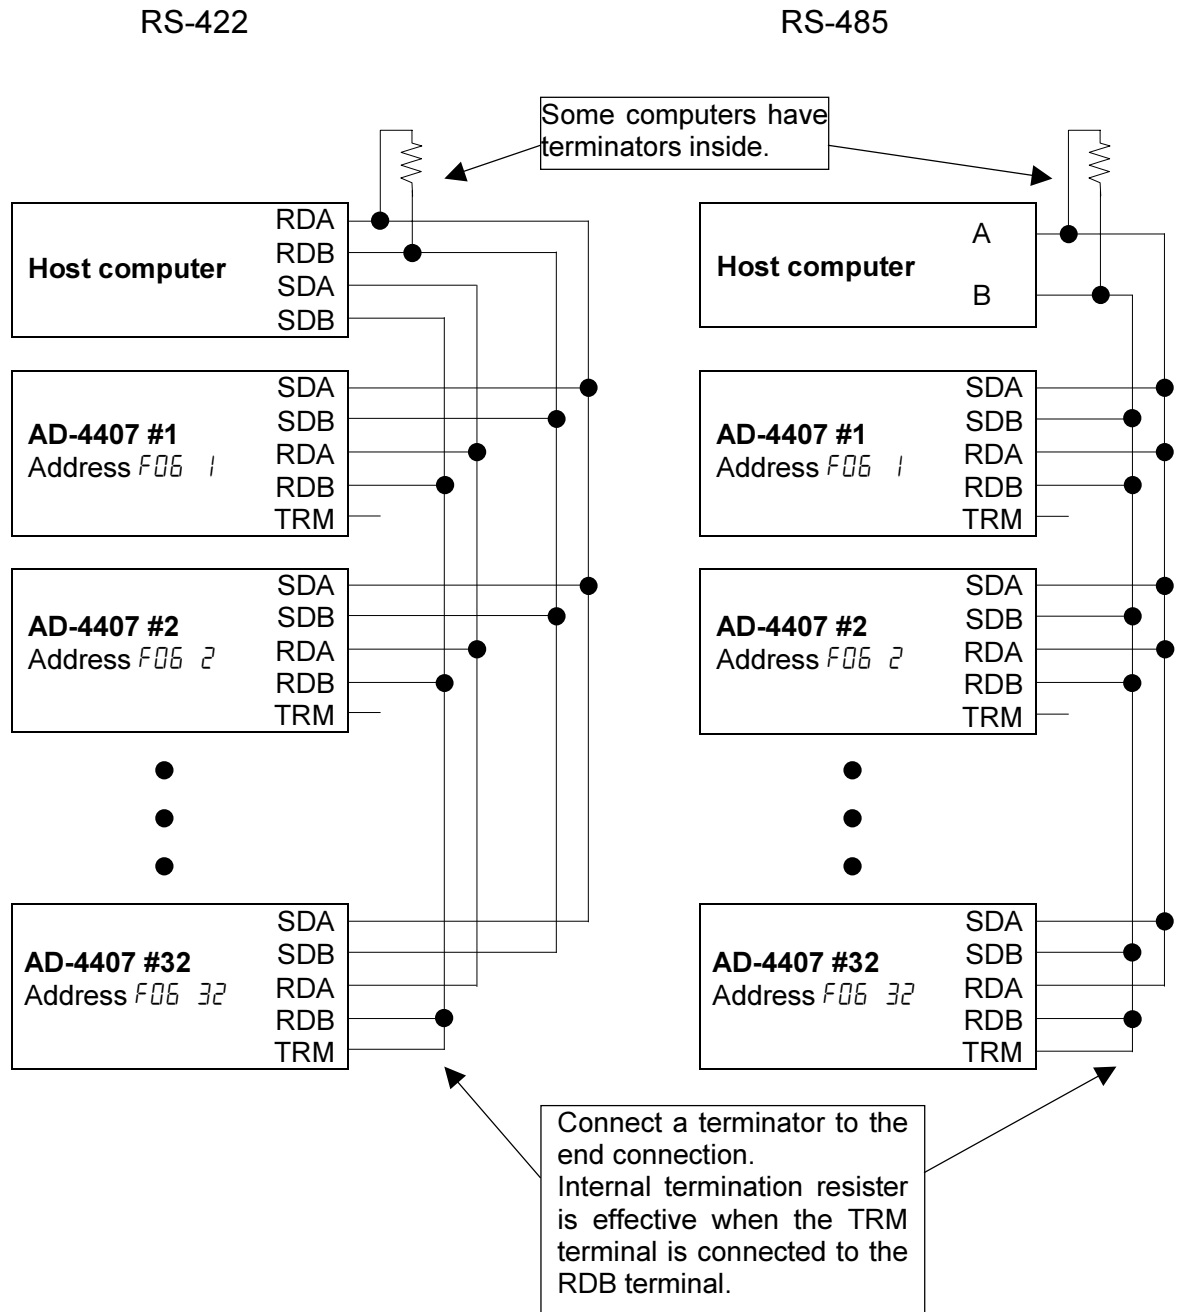 RS-422
RS-485
Some computers have
terminators inside.
Host computer
RDA
RDB
SDA
SDB
Host computer
A
B
AD-4407 #1
Address F06 1
SDA
SDB
RDA
RDB
TRM
AD-4407 #1
Address F06 1
SDA
SDB
RDA
RDB
TRM
AD-4407 #2
Address F06 2
SDA
SDB
RDA
RDB
TRM
AD-4407 #2
Address F06 2
SDA
SDB
RDA
RDB
TRM
AD-4407 #32
Address F06 32
SDA
SDB
RDA
RDB
TRM
AD-4407 #32
Address F06 32
SDA
SDB
RDA
RDB
TRM
Connect a terminator to the
end connection.
Internal termination resister
is effective when the TRM
terminal is connected to the
RDB terminal.